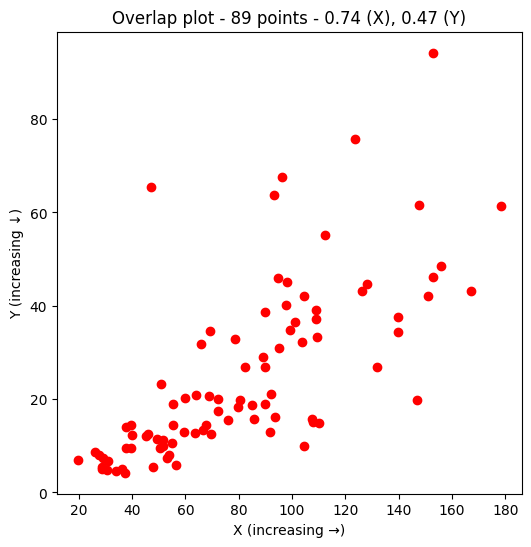 Overlap plot - 89 points - 0.74 (X), 0.47 (Y)
80
60
40
20
0
Y (increasing ↓)
20 40 60 80 100 120 140 160 180
X (increasing →)